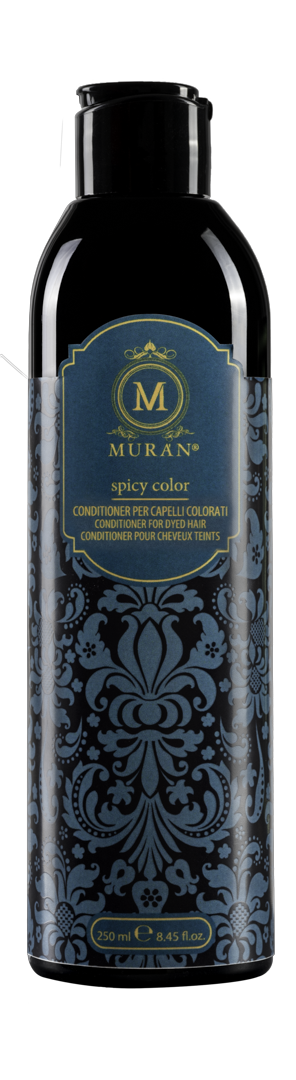 M
MURÁN®
spicy color
CONDITIONER PER CAPELLI COLORATI
CONDITIONER FOR DYED HAIR
CONDITIONER POUR CHEVEUX TEINTS
250 ml ℮ 8.45 fl.oz.